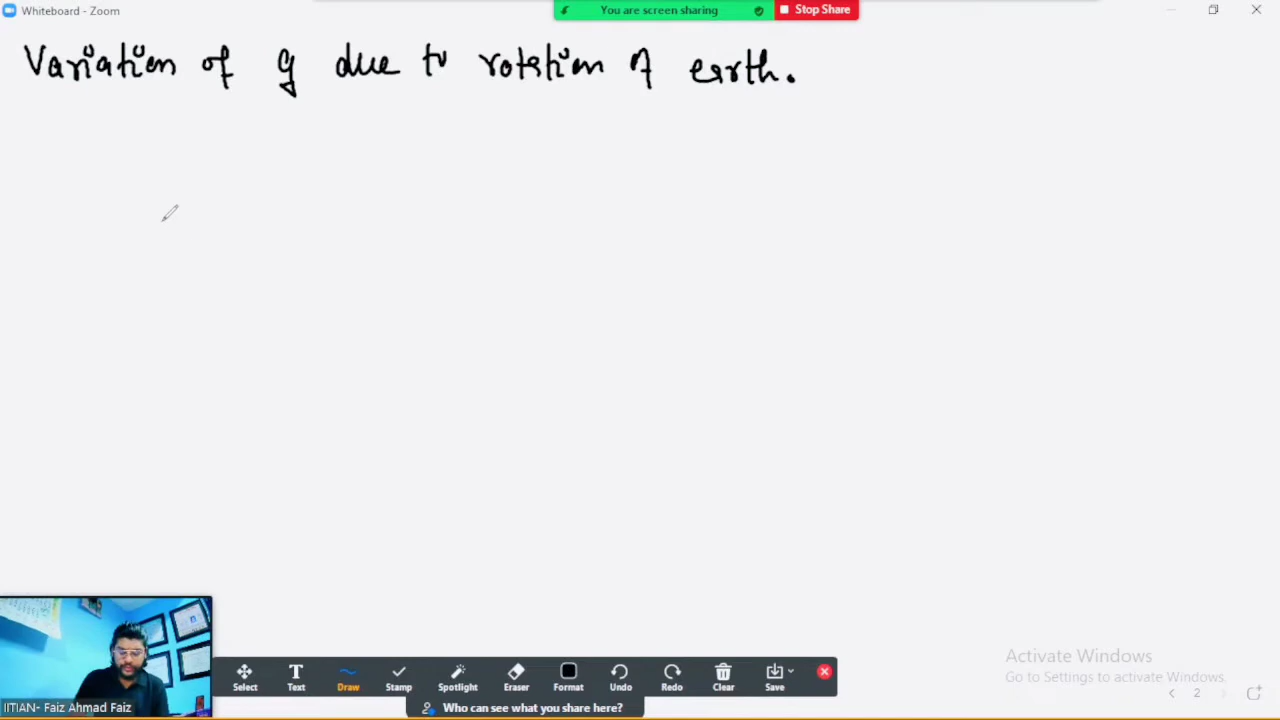 Whiteboard - Zoom
You are screen sharing
Stop Share
Variation of g due to rotation of earth.
Activate Windows
Go to Settings to activate Windows.
2
Select
Text
Draw
Stamp
Spotlight
Eraser
Format
Undo
Redo
Clear
Save
IITIAN- Faiz Ahmad Faiz
Who can see what you share here?